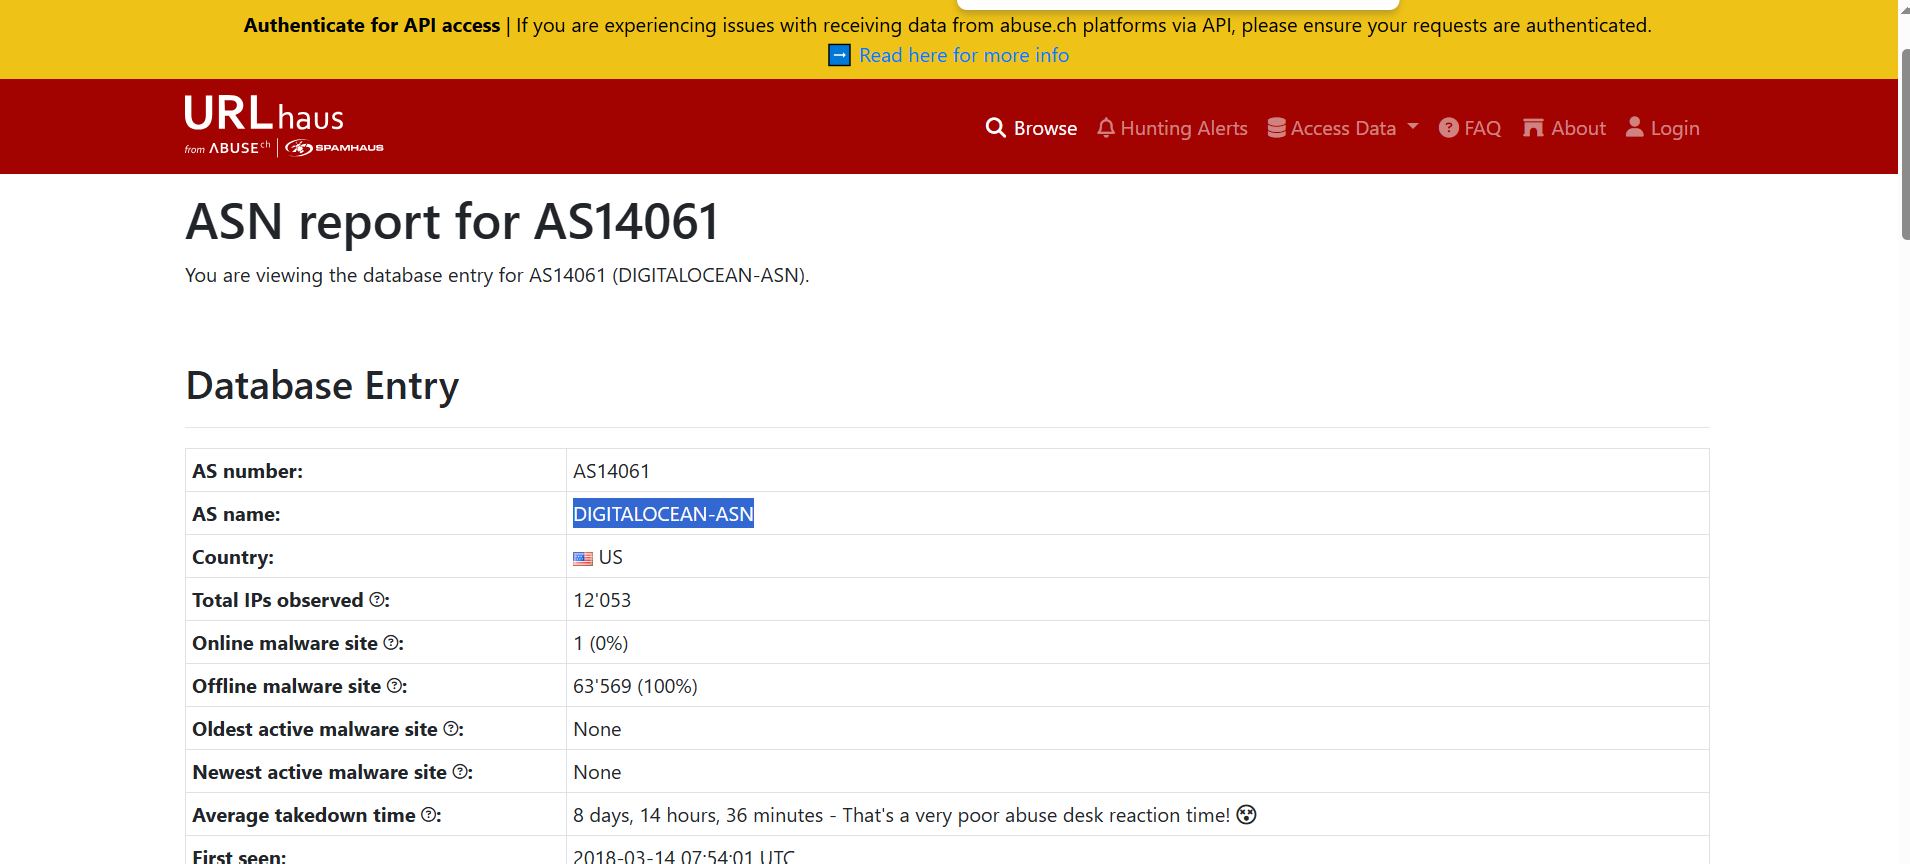 Authenticate for API access | If you are experiencing issues with receiving data from abuse.ch platforms via API, please ensure your requests are authenticated.
➡ Read here for more info
URLhaus
from ABUSE ch | SPAMHAUS
Browse Hunting Alerts Access Data FAQ About Login
ASN report for AS14061
You are viewing the database entry for AS14061 (DIGITALOCEAN-ASN).
Database Entry
AS number: AS14061
AS name: DIGITALOCEAN-ASN
Country: US
Total IPs observed ?: 12'053
Online malware site ?: 1 (0%)
Offline malware site ?: 63'569 (100%)
Oldest active malware site ?: None
Newest active malware site ?: None
Average takedown time ?: 8 days, 14 hours, 36 minutes - That's a very poor abuse desk reaction time! 😵
First seen: 2018-03-14 07:54:01 UTC